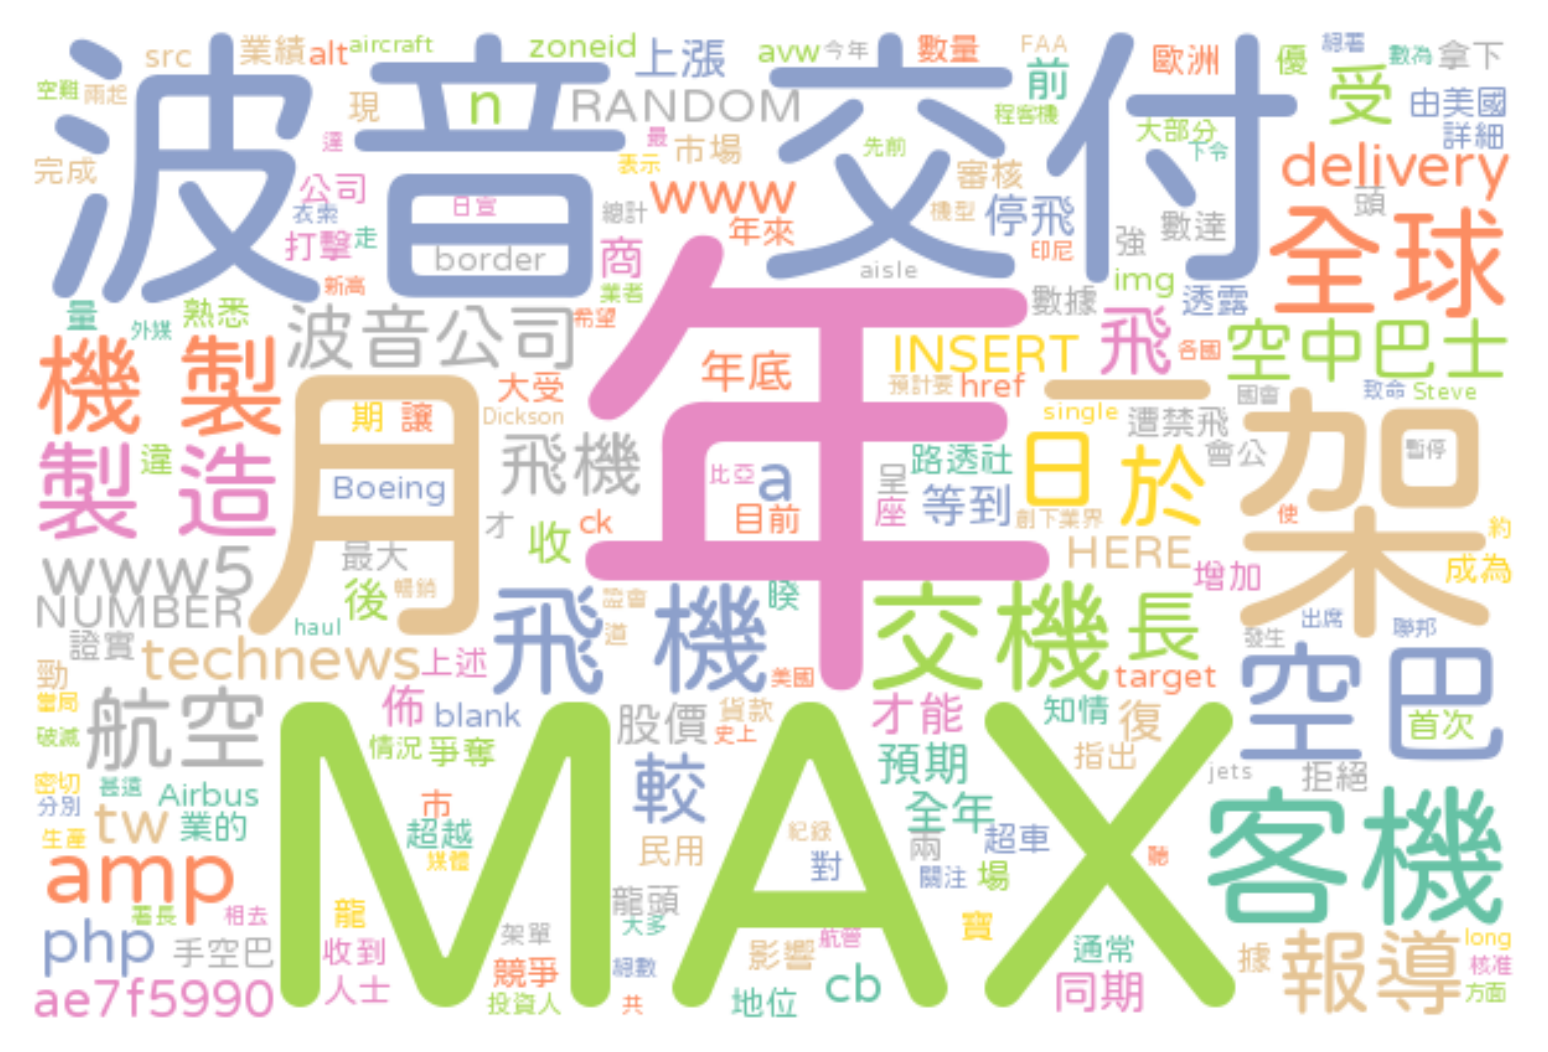 波音 交付
src 業績 alt aircraft zoneid 上漲 avw 今年 數量 FAA 歐洲 優 總著 數為 拿下
空難 兩起 現 n RANDOM 前 受 由美國
完成 達 最 表示 市場 先前 審核 程客機 大部分 下令 詳細
公司 衣索 日宣 總計 www 年來 機型 停飛 印尼 強 數達 頭 delivery
打擊 走 border 商 aisle img 透露 全球
新高 業者 數據
量 外媒 熟悉 波音公司 希望 年 INSERT 飛 各國 空中巴士
機 製 大受 年底 預計要 href 一 國會 致命 Steve
月 期 讓 Dickson single 遭禁飛 架
製造 違 飛機 比亞 a 路透社 日 於 會公 暫停
Boeing 目前 呈 座 等到 創下業界 使 約
才 收 ck HERE 增加 成為
www5 最大 後 暢銷 證會 睽 交機 長 出席 聯邦
NUMBER haul 道 飛 機 發生
證實 technews 上述 美國 target 空巴
勁 當局 航空 佈 blank 股價 貨款 史上 才能 知情 復 首次
破滅 情況 爭奪 MAX 較 預期 指出 jets 拒絕
密切 甚遠 分別 Airbus 市 全年 客機
生產 tw 業的 超越 媒體 民用 紀錄 對 兩 超車 聽
amp 關注 場
署長 相去 龍 龍頭 大多 寶
php 手空巴 收到 架單 競爭 總數 影響 航管 通常 據 報導 long 核准
ae7f5990 人士 投資人 共 地位 cb 同期 方面